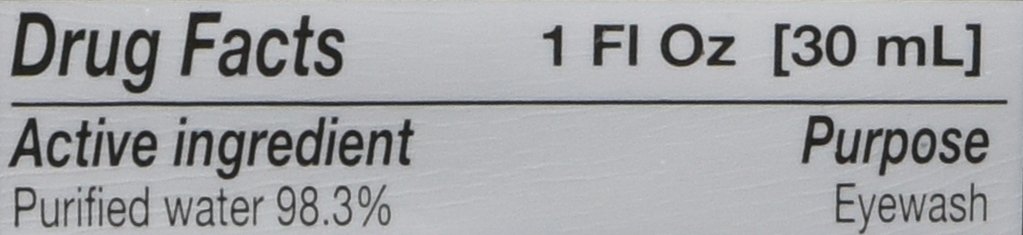 Drug Facts 1 Fl Oz [30 mL]
Active ingredient Purpose
Purified water 98.3% Eyewash